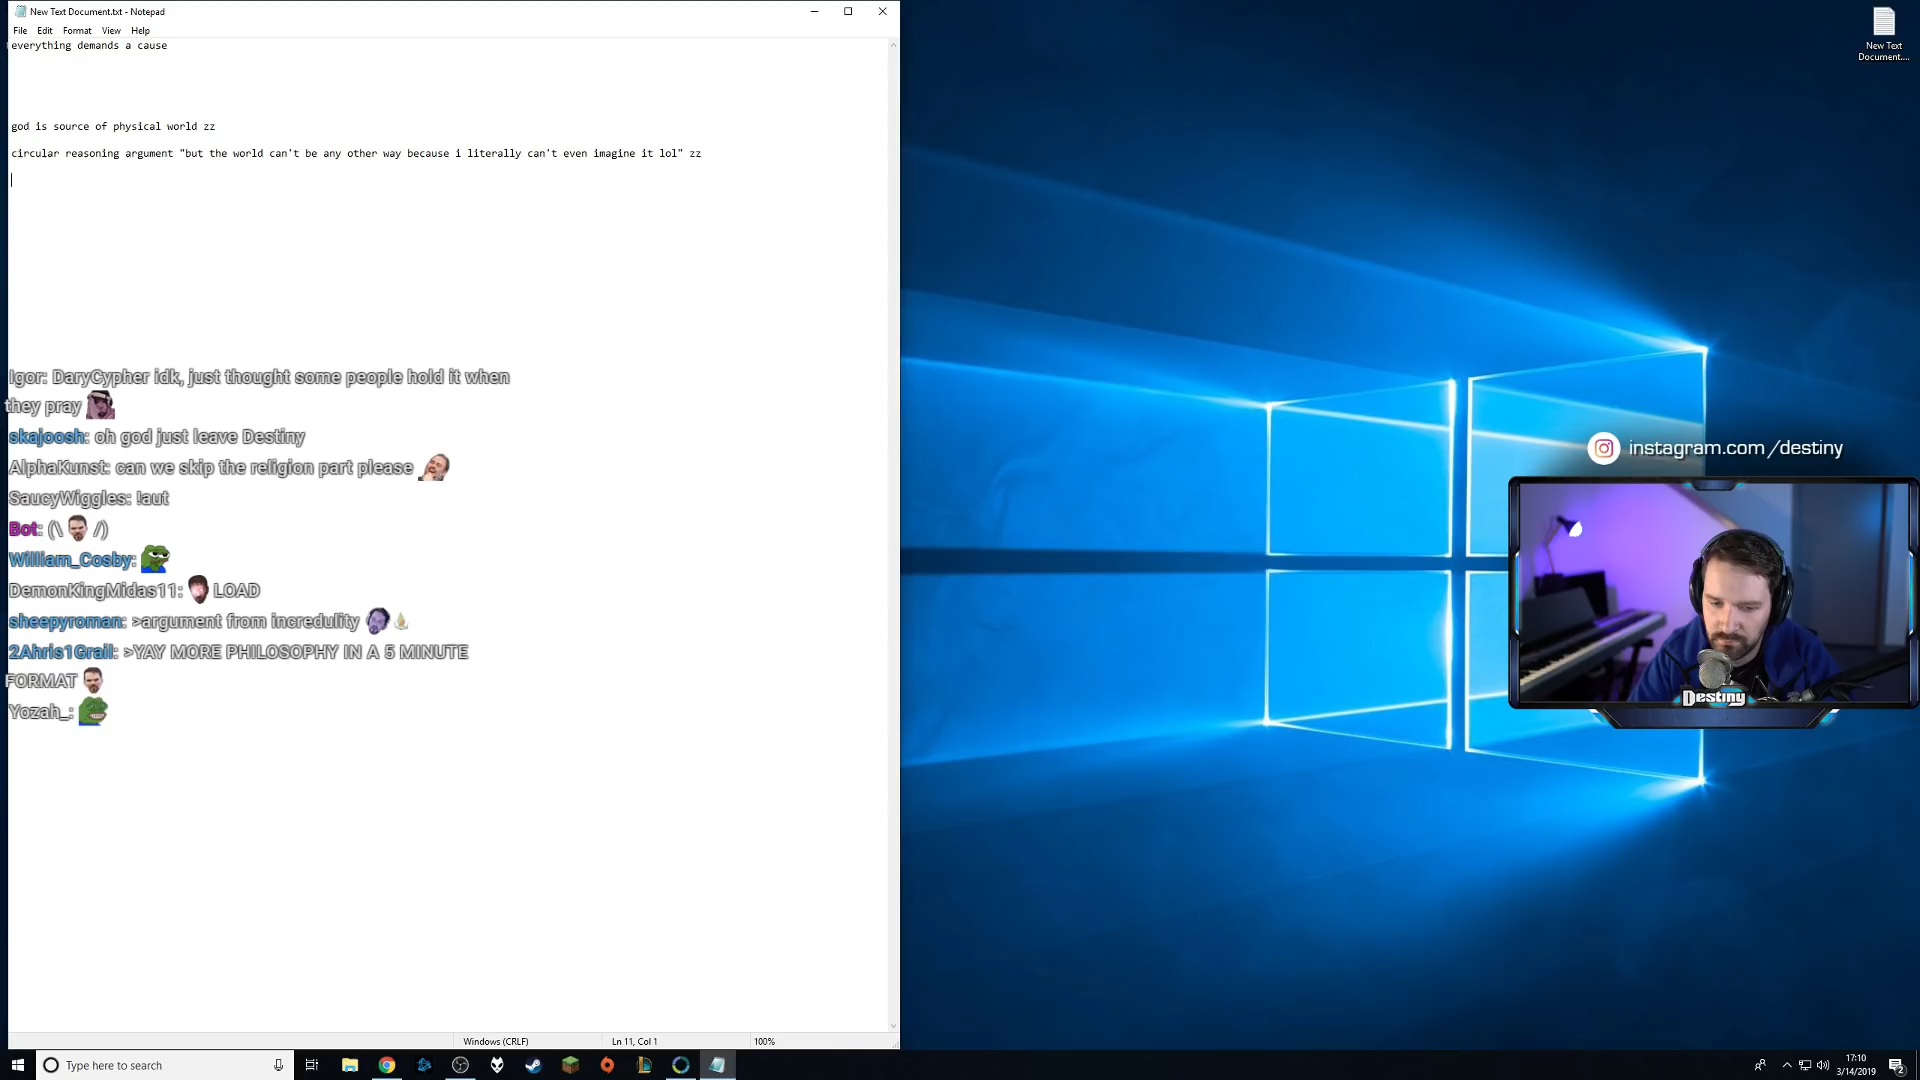 New Text Document.txt - Notepad
File Edit Format View Help
everything demands a cause
god is source of physical world zz
circular reasoning argument "but the world can't be any other way because i literally can't even imagine it lol" zz
Igor: DaryCypher idk, just thought some people hold it when
they pray
skajoosh: oh god just leave Destiny
AlphaKunst: can we skip the religion part please
SaucyWiggles: !aut
Bot: (\ /)
William_Cosby:
DemonKingMidas11: LOAD
sheepyroman: >argument from incredulity
2Ahris1Grail: >YAY MORE PHILOSOPHY IN A 5 MINUTE
FORMAT
Yozah_:
New Text
Document....
instagram.com/destiny
Destiny
Windows (CRLF) Ln 11, Col 1 100%
Type here to search
17:10
3/14/2019
2